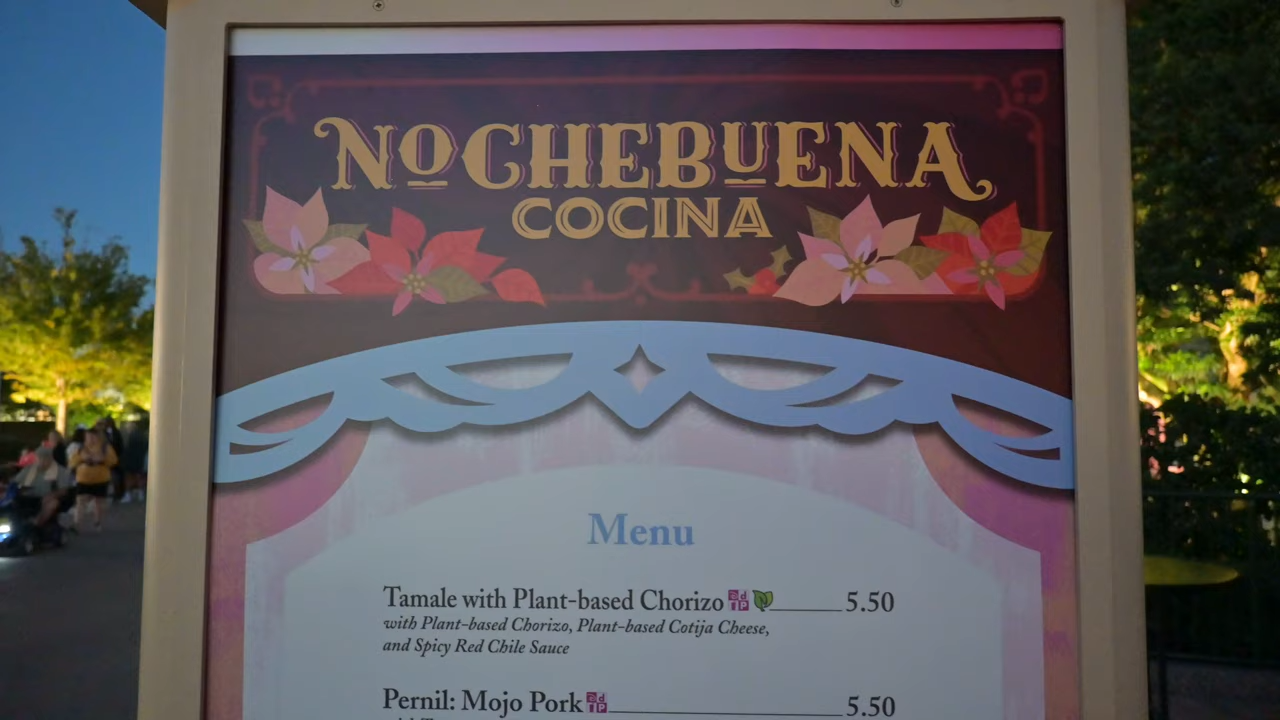 NOCHEBUENA
COCINA
Menu
Tamale with Plant-based Chorizo 5.50
with Plant-based Chorizo, Plant-based Cotija Cheese,
and Spicy Red Chile Sauce
Pernil: Mojo Pork 5.50